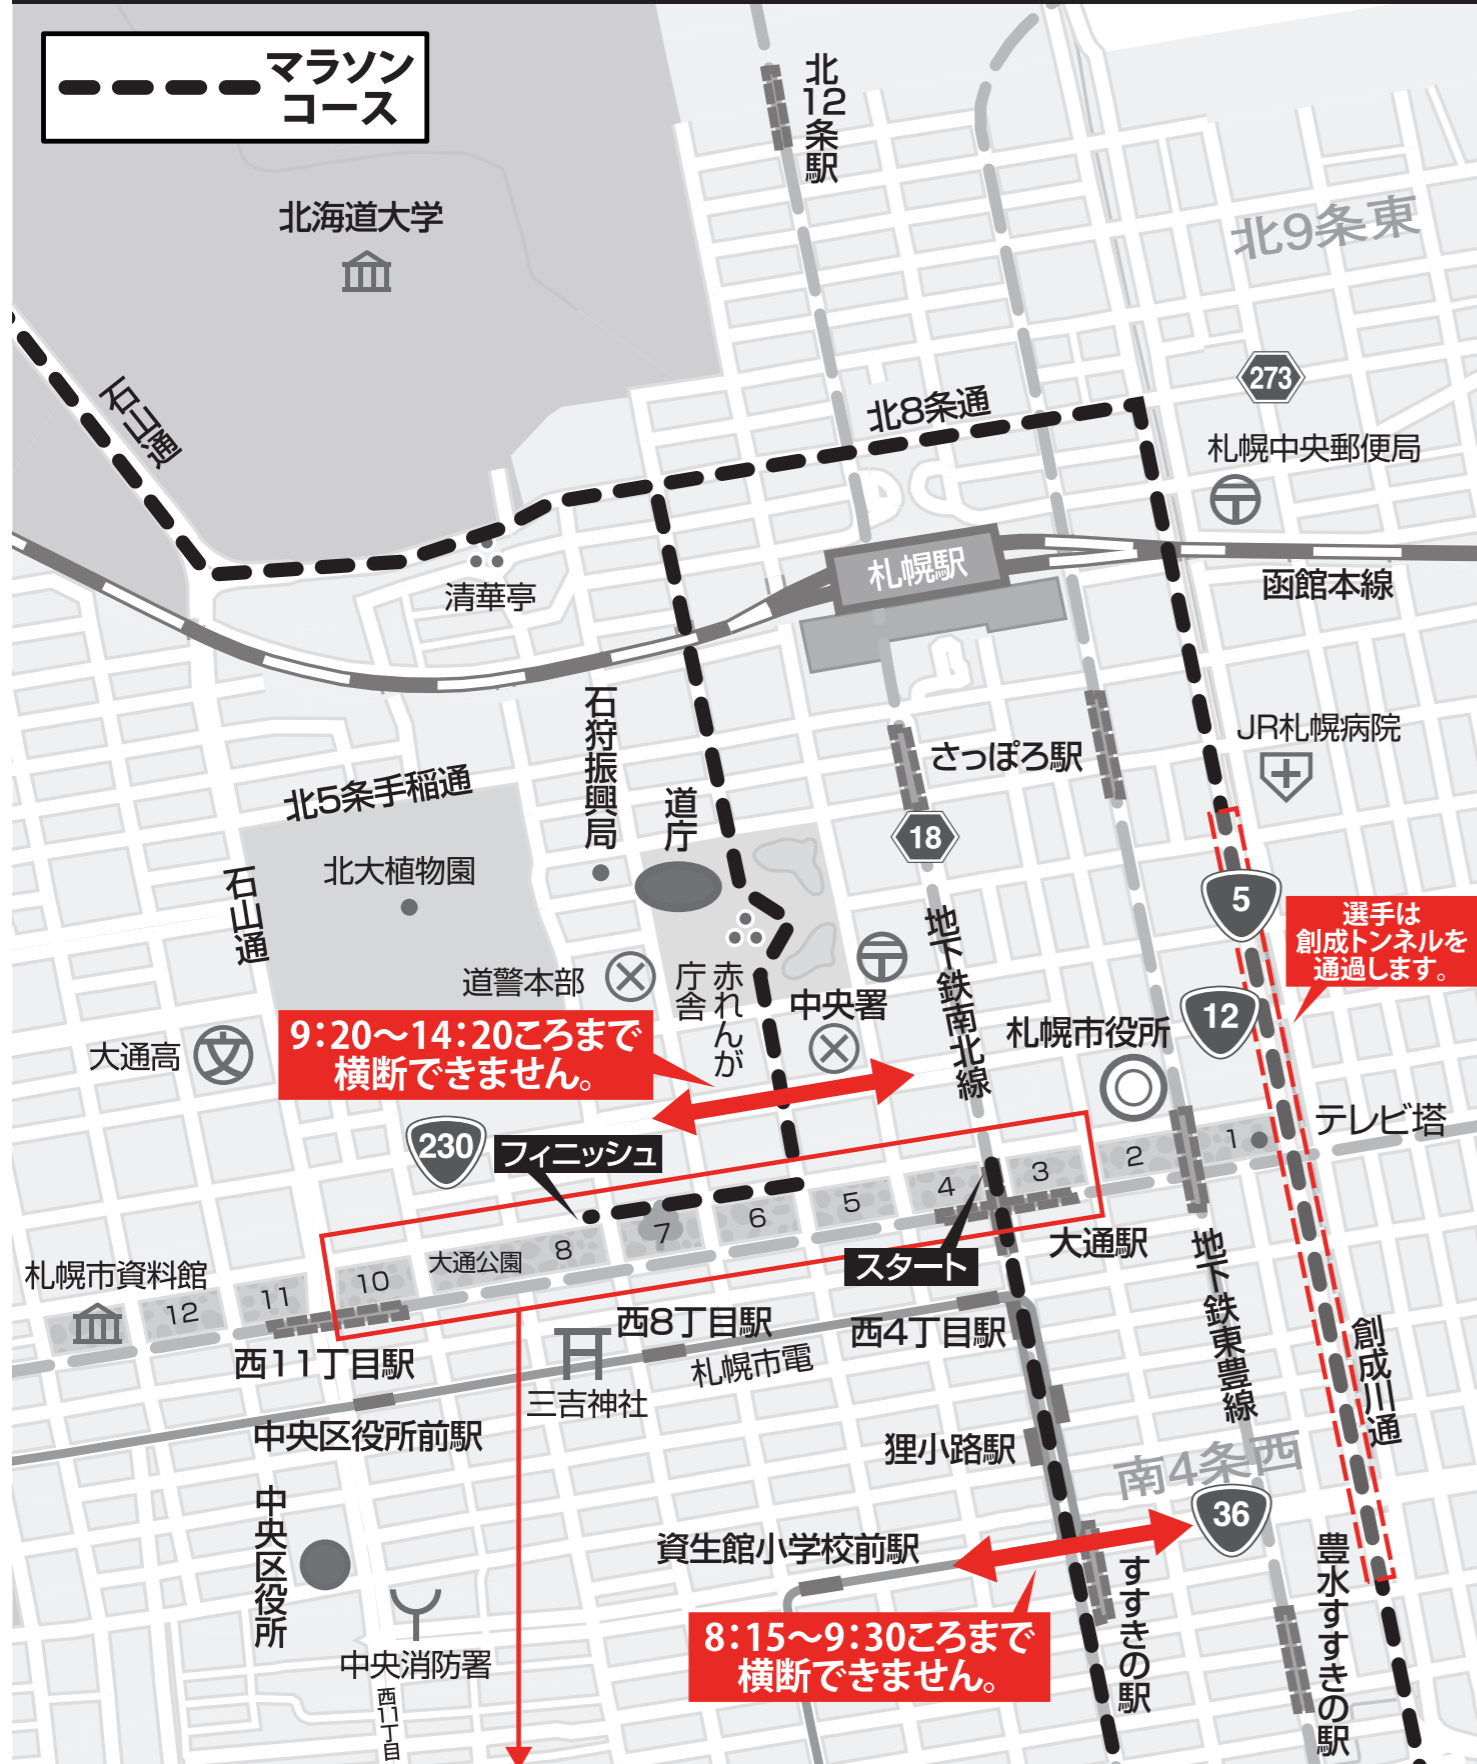 マラソン
コース
北12条駅
北海道大学
北9条東
273
石山通
北8条通
札幌中央郵便局
札幌駅
函館本線
清華亭
石狩振興局
さっぽろ駅
JR札幌病院
北5条手稲通
道庁
18
北大植物園
石山通
5
選手は
創成トンネルを
通過します。
地下鉄南北線
道警本部
赤れんが
庁舎
中央署
12
札幌市役所
9:20〜14:20ころまで
横断できません。
大通高
文
230
フィニッシュ
テレビ塔
1
2
3
4
5
6
7
8
大通公園
10
11
12
スタート
大通駅
地下鉄東豊線
札幌市資料館
西11丁目駅
西8丁目駅
札幌市電
西4丁目駅
創成川通
三吉神社
中央区役所前駅
狸小路駅
南4条西
36
中央区役所
資生館小学校前駅
すすきの駅
豊水すすきの駅
8:15〜9:30ころまで
横断できません。
中央消防署
西11丁目